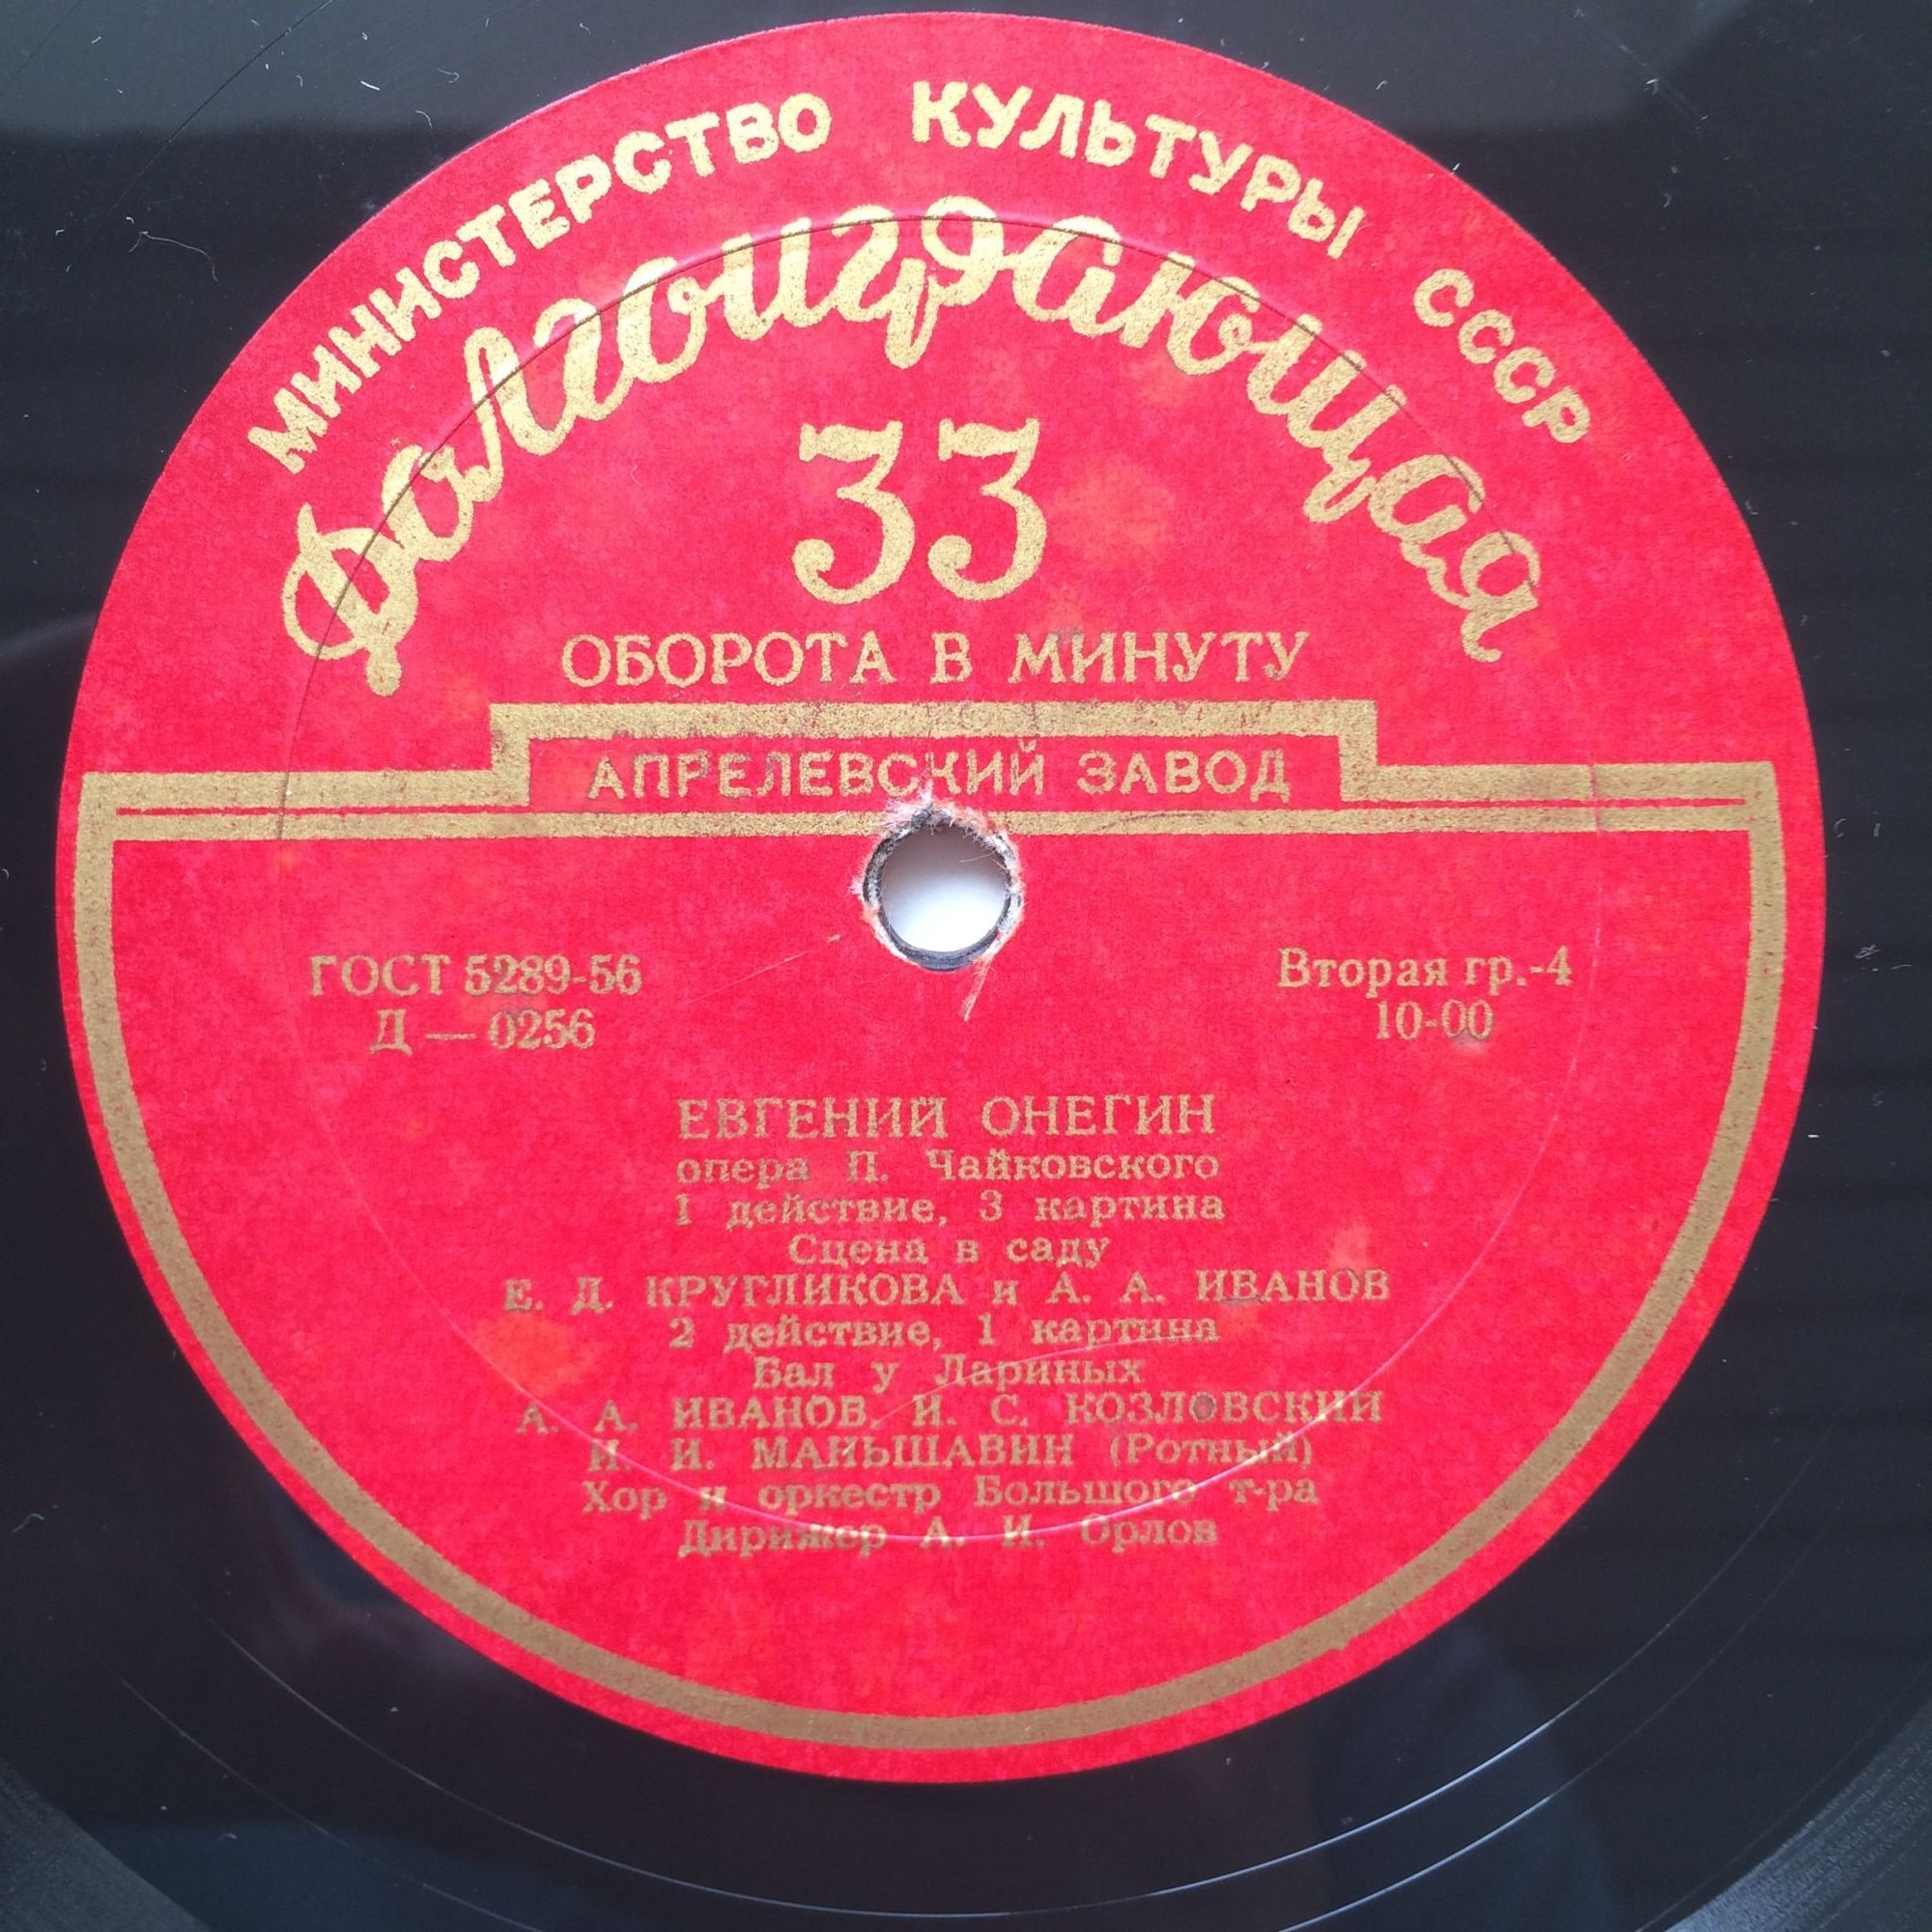 МИНИСТЕРСТВО КУЛЬТУРЫ СССР
Долгоиграющая
33
ОБОРОТА В МИНУТУ
АПРЕЛЕВСКИЙ ЗАВОД
ГОСТ 5289-56
Д — 0256
Вторая гр.-4
10-00
ЕВГЕНИЙ ОНЕГИН
опера П. Чайковского
1 действие, 3 картина
Сцена в саду
Е. Д. КРУГЛИКОВА и А. А. ИВАНОВ
2 действие, 1 картина
Бал у Лариных
А. А. ИВАНОВ, И. С. КОЗЛОВСКИЙ
И. И. МАНЬШАВИН (Ротный)
Хор и оркестр Большого т-ра
Дирижер А. И. Орлов